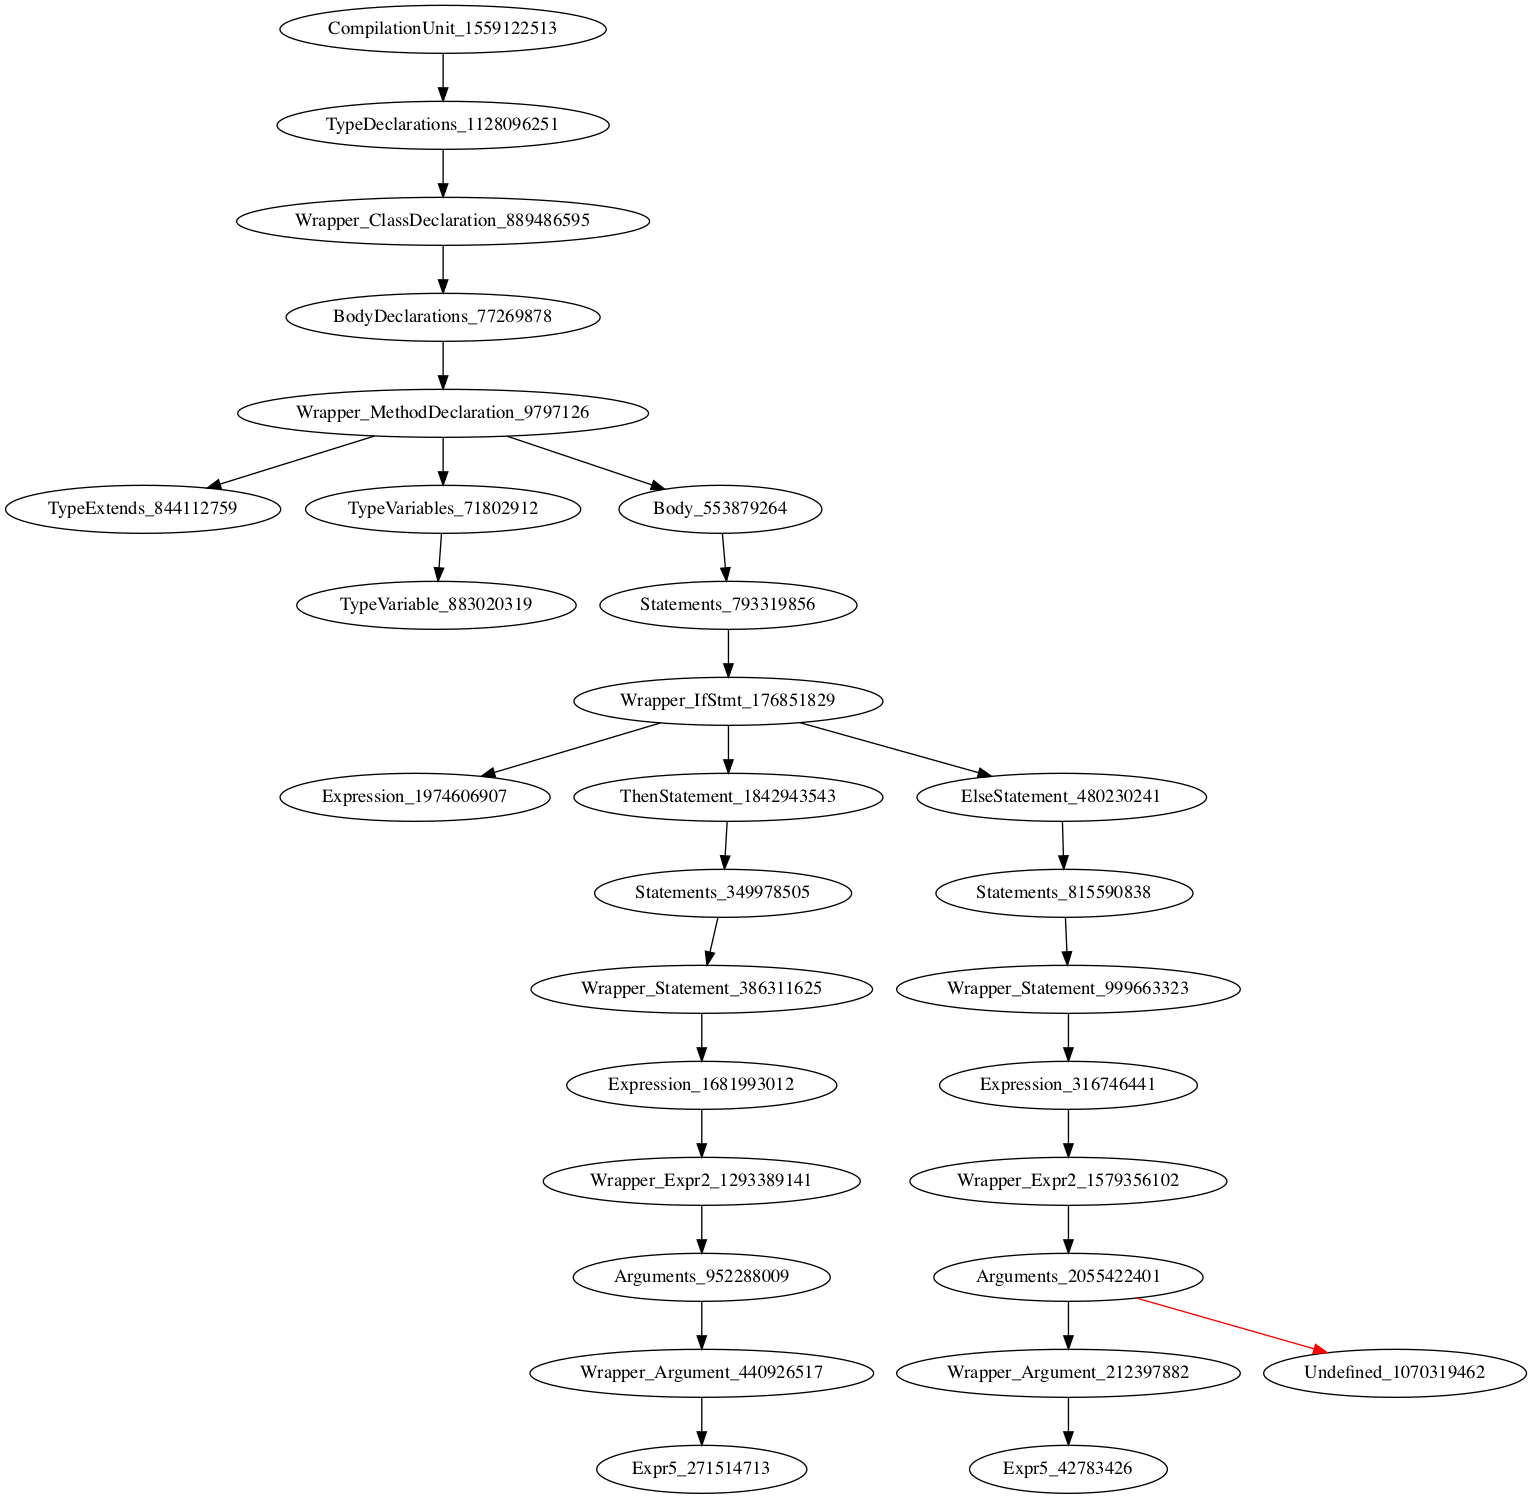 CompilationUnit_1559122513
TypeDeclarations_1128096251
Wrapper_ClassDeclaration_889486595
BodyDeclarations_77269878
Wrapper_MethodDeclaration_9797126
TypeExtends_844112759
TypeVariables_71802912
Body_553879264
TypeVariable_883020319
Statements_793319856
Wrapper_IfStmt_176851829
Expression_1974606907
ThenStatement_1842943543
ElseStatement_480230241
Statements_349978505
Statements_815590838
Wrapper_Statement_386311625
Wrapper_Statement_999663323
Expression_1681993012
Expression_316746441
Wrapper_Expr2_1293389141
Wrapper_Expr2_1579356102
Arguments_952288009
Arguments_2055422401
Wrapper_Argument_440926517
Wrapper_Argument_212397882
Undefined_1070319462
Expr5_271514713
Expr5_42783426